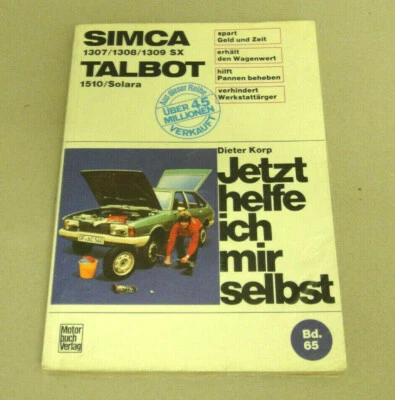 SIMCA
1307/1308/1309 SX
TALBOT
1510/Solara
spart
Geld und Zeit
erhält
den Wagenwert
hilft
Pannen beheben
verhindert
Werkstattärger
Aus dieser Reihe
ÜBER 45
MILLIONEN
VERKAUFT
Dieter Korp
Jetzt
helfe
ich
mir
selbst
Motor
buch
Verlag
Bd.
65